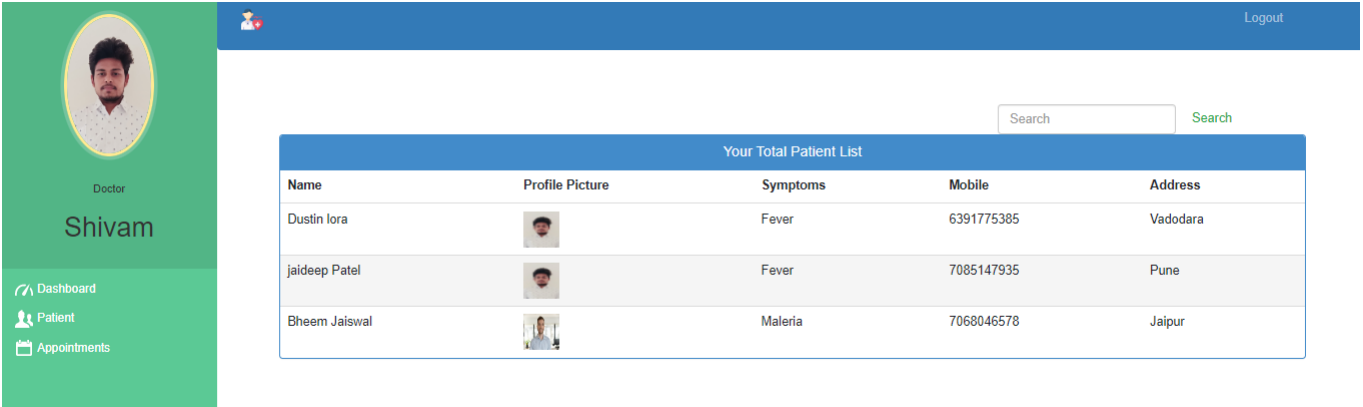 Logout
Doctor
Shivam
Dashboard
Patient
Appointments
Search Search
Your Total Patient List
Name Profile Picture Symptoms Mobile Address
Dustin lora Fever 6391775385 Vadodara
jaideep Patel Fever 7085147935 Pune
Bheem Jaiswal Maleria 7068046578 Jaipur